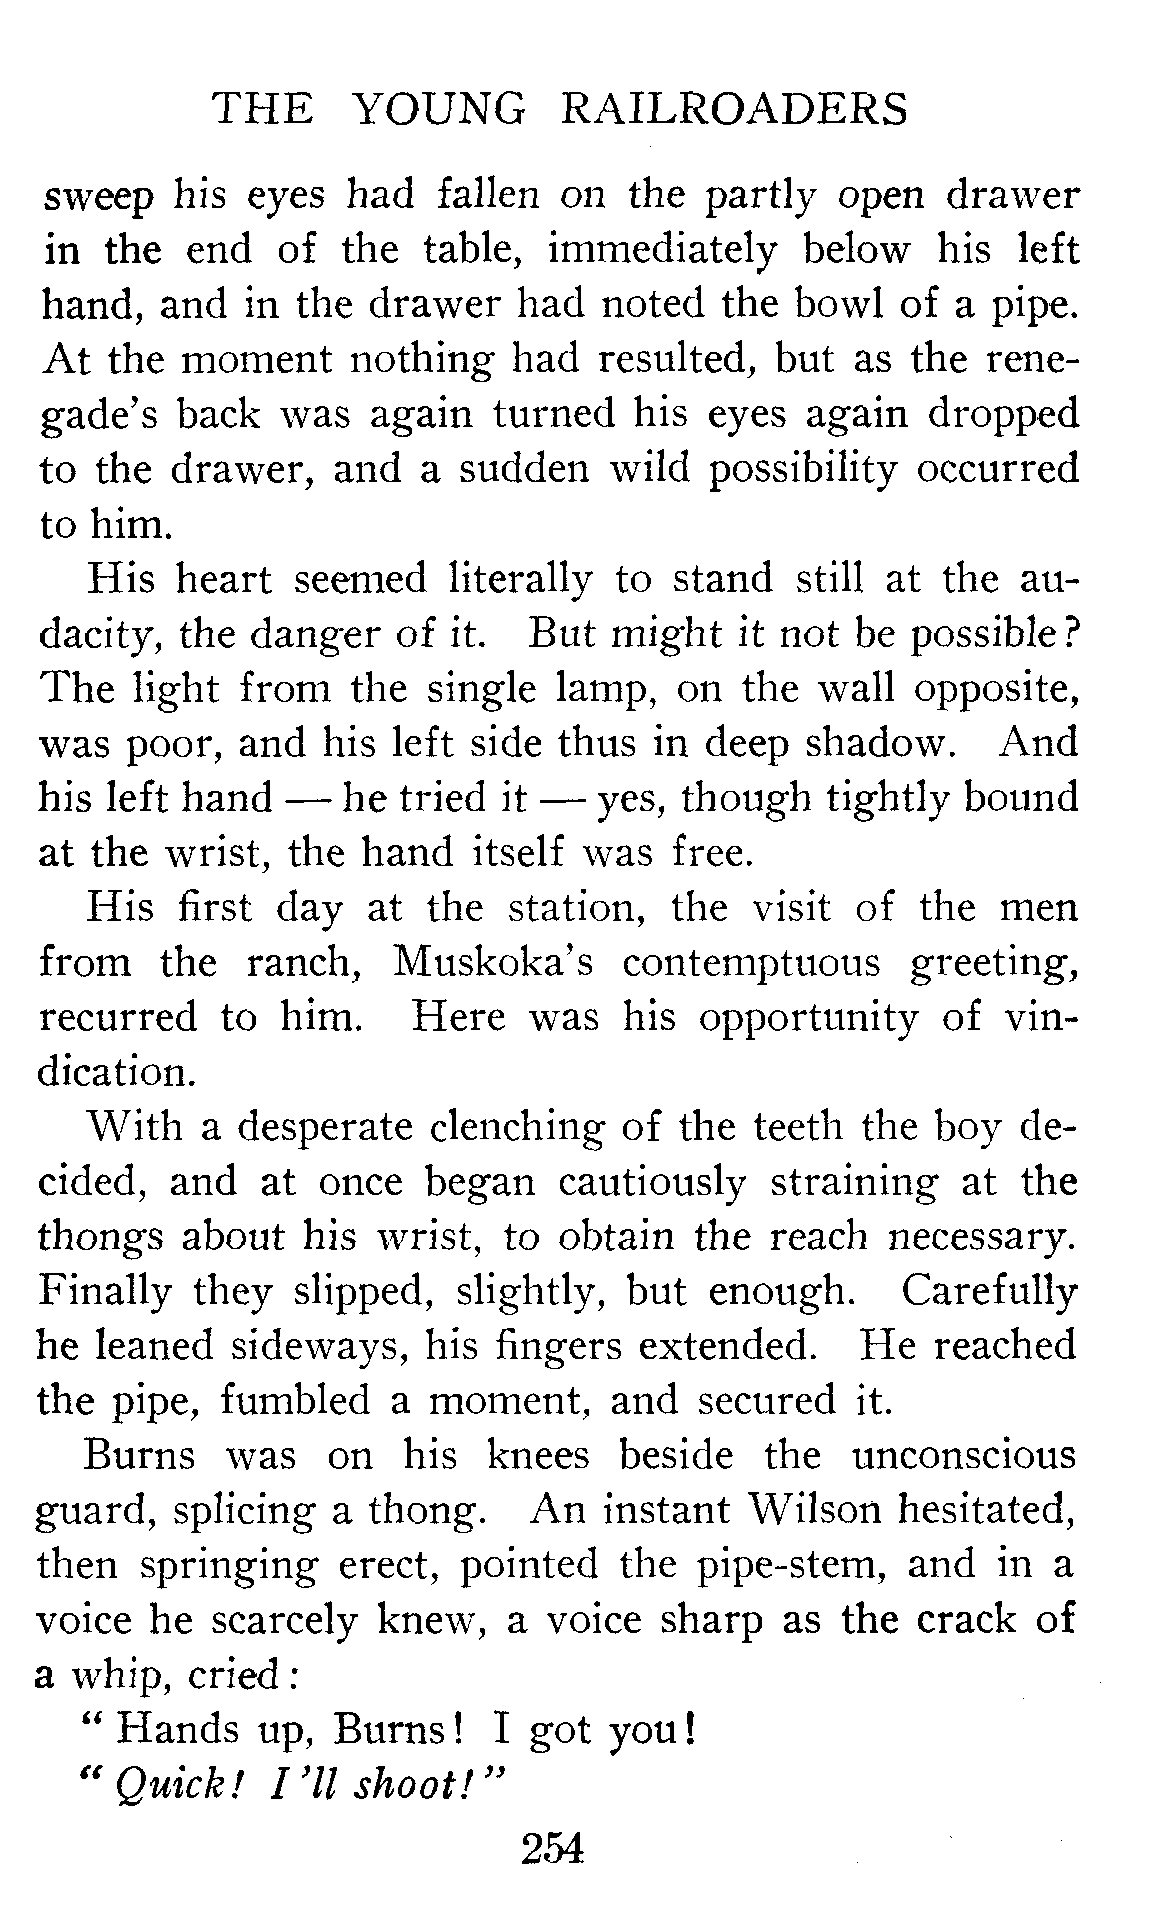 THE YOUNG RAILROADERS
sweep his eyes had fallen on the partly open drawer
in the end of the table, immediately below his left
hand, and in the drawer had noted the bowl of a pipe.
At the moment nothing had resulted, but as the rene-
gade's back was again turned his eyes again dropped
to the drawer, and a sudden wild possibility occurred
to him.
His heart seemed literally to stand still at the au-
dacity, the danger of it. But might it not be possible?
The light from the single lamp, on the wall opposite,
was poor, and his left side thus in deep shadow. And
his left hand — he tried it — yes, though tightly bound
at the wrist, the hand itself was free.
His first day at the station, the visit of the men
from the ranch, Muskoka's contemptuous greeting,
recurred to him. Here was his opportunity of vin-
dication.
With a desperate clenching of the teeth the boy de-
cided, and at once began cautiously straining at the
thongs about his wrist, to obtain the reach necessary.
Finally they slipped, slightly, but enough. Carefully
he leaned sideways, his fingers extended. He reached
the pipe, fumbled a moment, and secured it.
Burns was on his knees beside the unconscious
guard, splicing a thong. An instant Wilson hesitated,
then springing erect, pointed the pipe-stem, and in a
voice he scarcely knew, a voice sharp as the crack of
a whip, cried:
"Hands up, Burns! I got you!
"Quick! I'll shoot!"
254